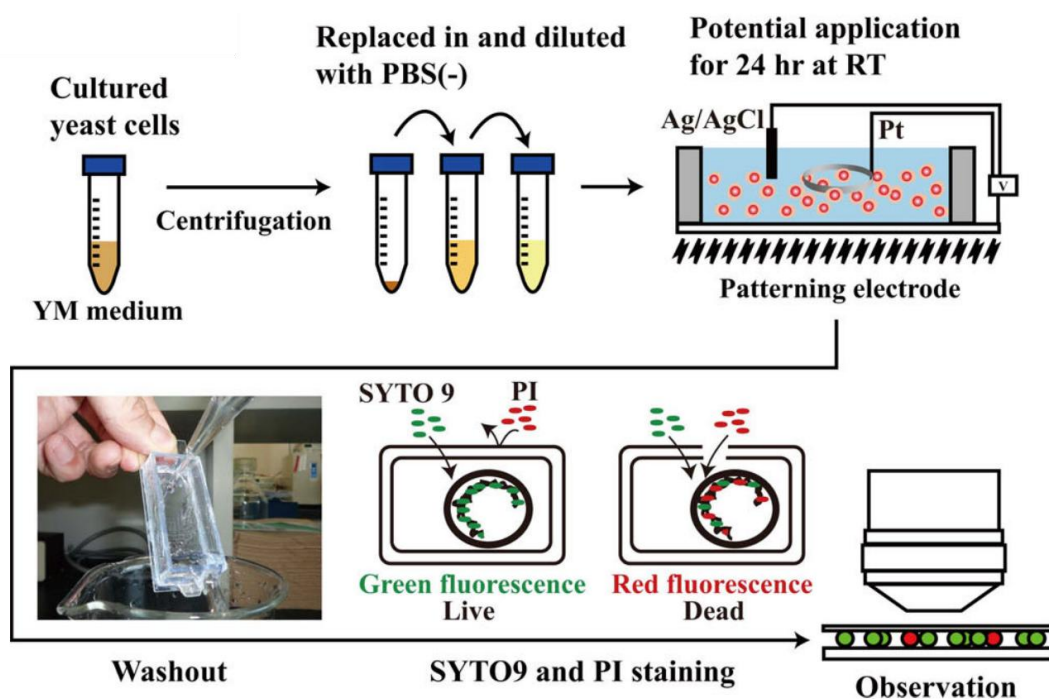 Cultured
yeast cells
YM medium
Centrifugation
Replaced in and diluted
with PBS(-)
Potential application
for 24 hr at RT
Ag/AgCl
Pt
V
Patterning electrode
Washout
SYTO 9
PI
Green fluorescence
Live
Red fluorescence
Dead
SYTO9 and PI staining
Observation